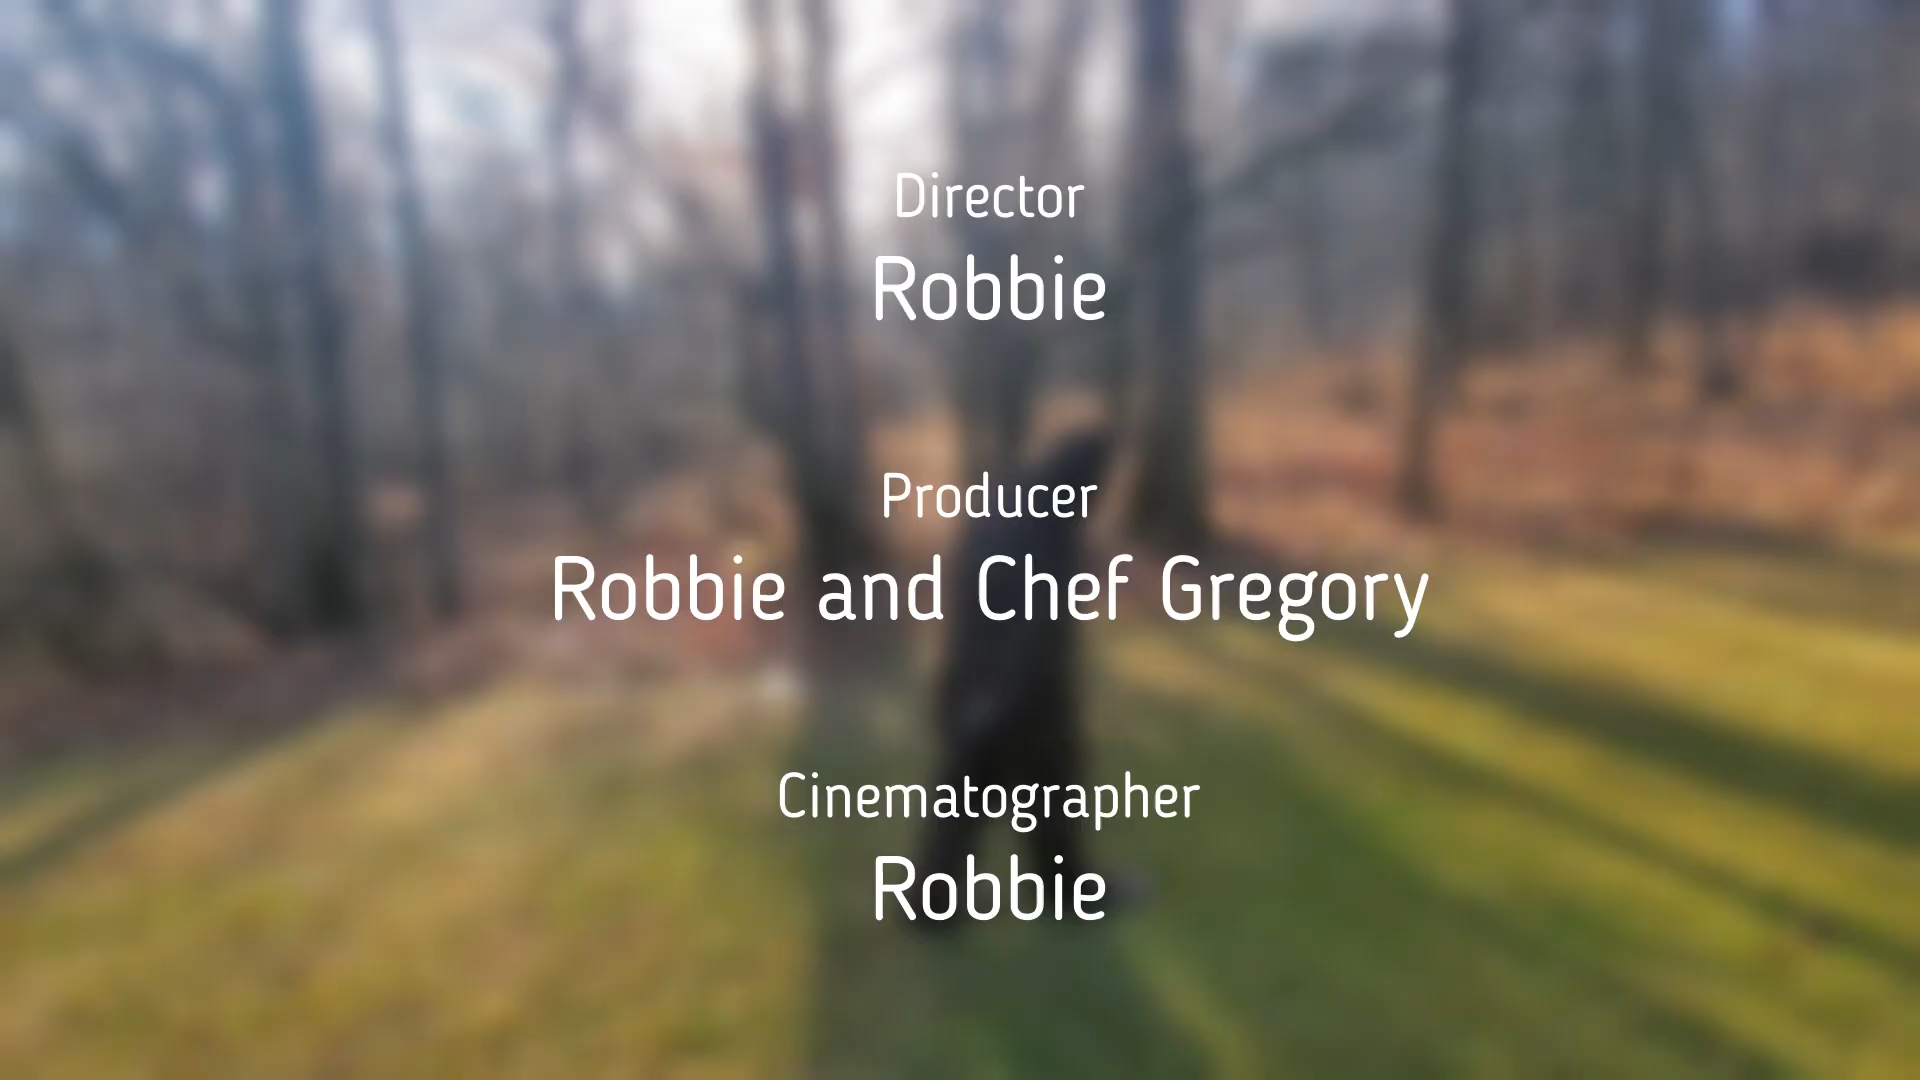 Director
Robbie
Producer
Robbie and Chef Gregory
Cinematographer
Robbie